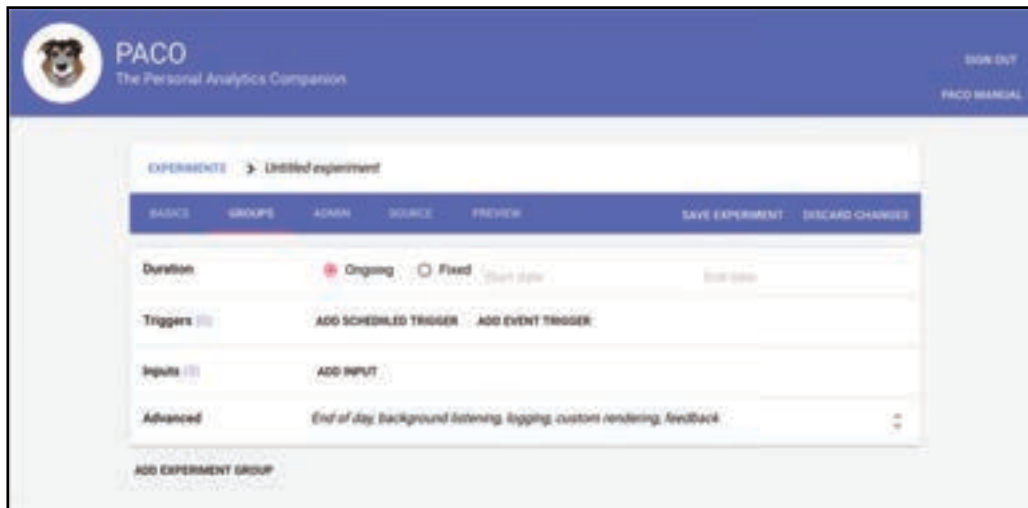 PACO
The Personal Analytics Companion
SIGN OUT
PACO MANUAL
EXPERIMENTS > Untitled experiment
BASICS GROUPS ADMIN SOURCE PREVIEW SAVE EXPERIMENT DISCARD CHANGES
Duration Ongoing Fixed Start date End date
Triggers (0) ADD SCHEDULED TRIGGER ADD EVENT TRIGGER
Inputs (0) ADD INPUT
Advanced End of day, background listening, logging, custom rendering, feedback
ADD EXPERIMENT GROUP